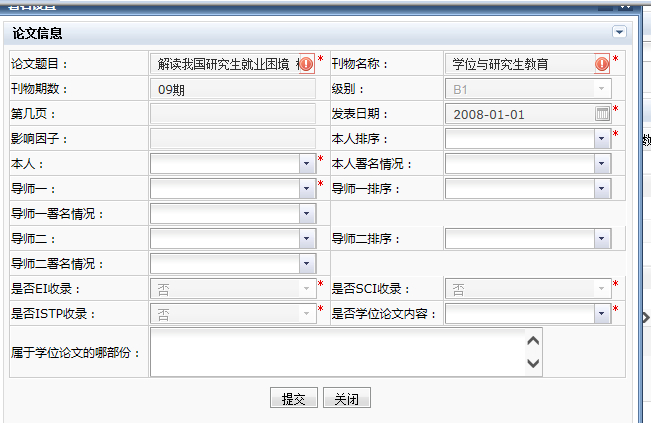 论文信息
论文题目： 解读我国研究生就业困境 * 刊物名称： 学位与研究生教育 *
刊物期数： 09期 级别： B1
第几页： 发表日期： 2008-01-01 *
影响因子： 本人排序： *
本人： * 本人署名情况：
导师一： * 导师一排序：
导师一署名情况：
导师二： 导师二排序：
导师二署名情况：
是否EI收录： 否 * 是否SCI收录： 否 *
是否ISTP收录： 否 * 是否学位论文内容： *
属于学位论文的哪部份：
提交 关闭